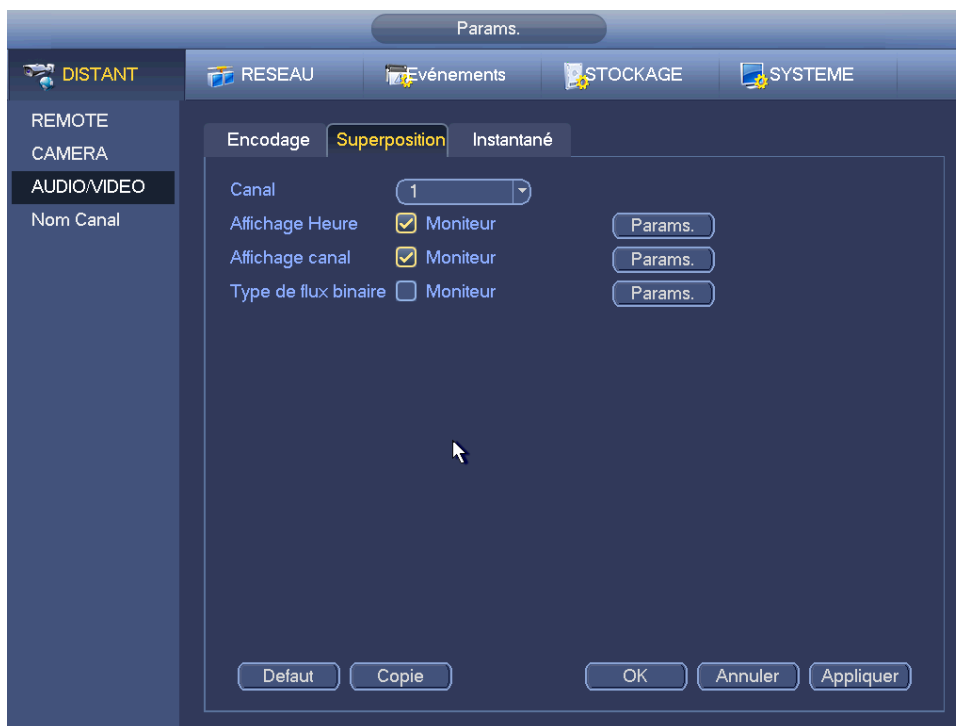 Params.
DISTANT RESEAU Evénements STOCKAGE SYSTEME
REMOTE
CAMERA
AUDIO/VIDEO
Nom Canal
Encodage Superposition Instantané
Canal 1
Affichage Heure Moniteur Params.
Affichage canal Moniteur Params.
Type de flux binaire Moniteur Params.
Defaut Copie OK Annuler Appliquer